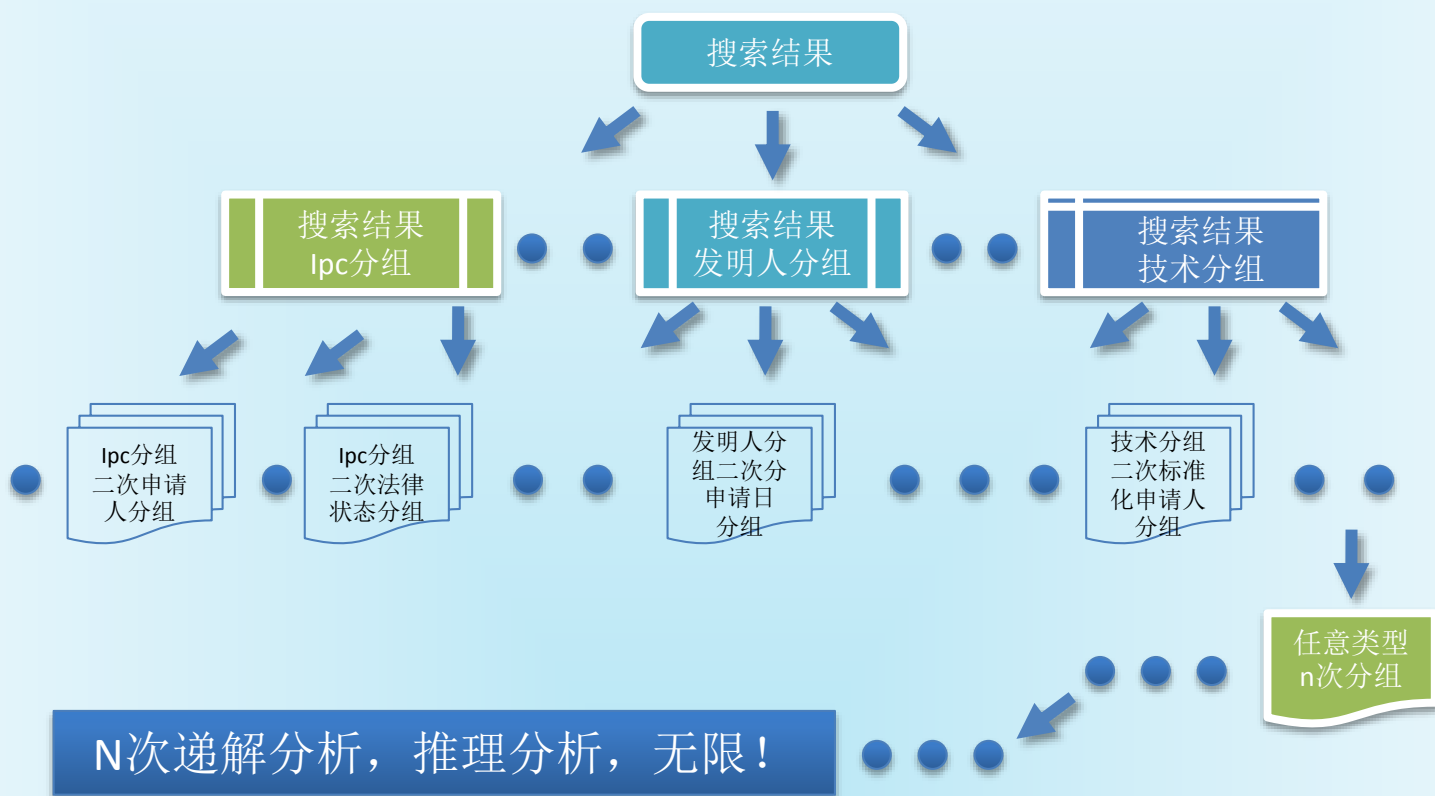 搜索结果
搜索结果
Ipc分组
搜索结果
发明人分组
搜索结果
技术分组
Ipc分组
二次申请
人分组
Ipc分组
二次法律
状态分组
发明人分
组二次分
申请日
分组
技术分组
二次标准
化申请人
分组
任意类型
n次分组
N次递解分析，推理分析，无限！